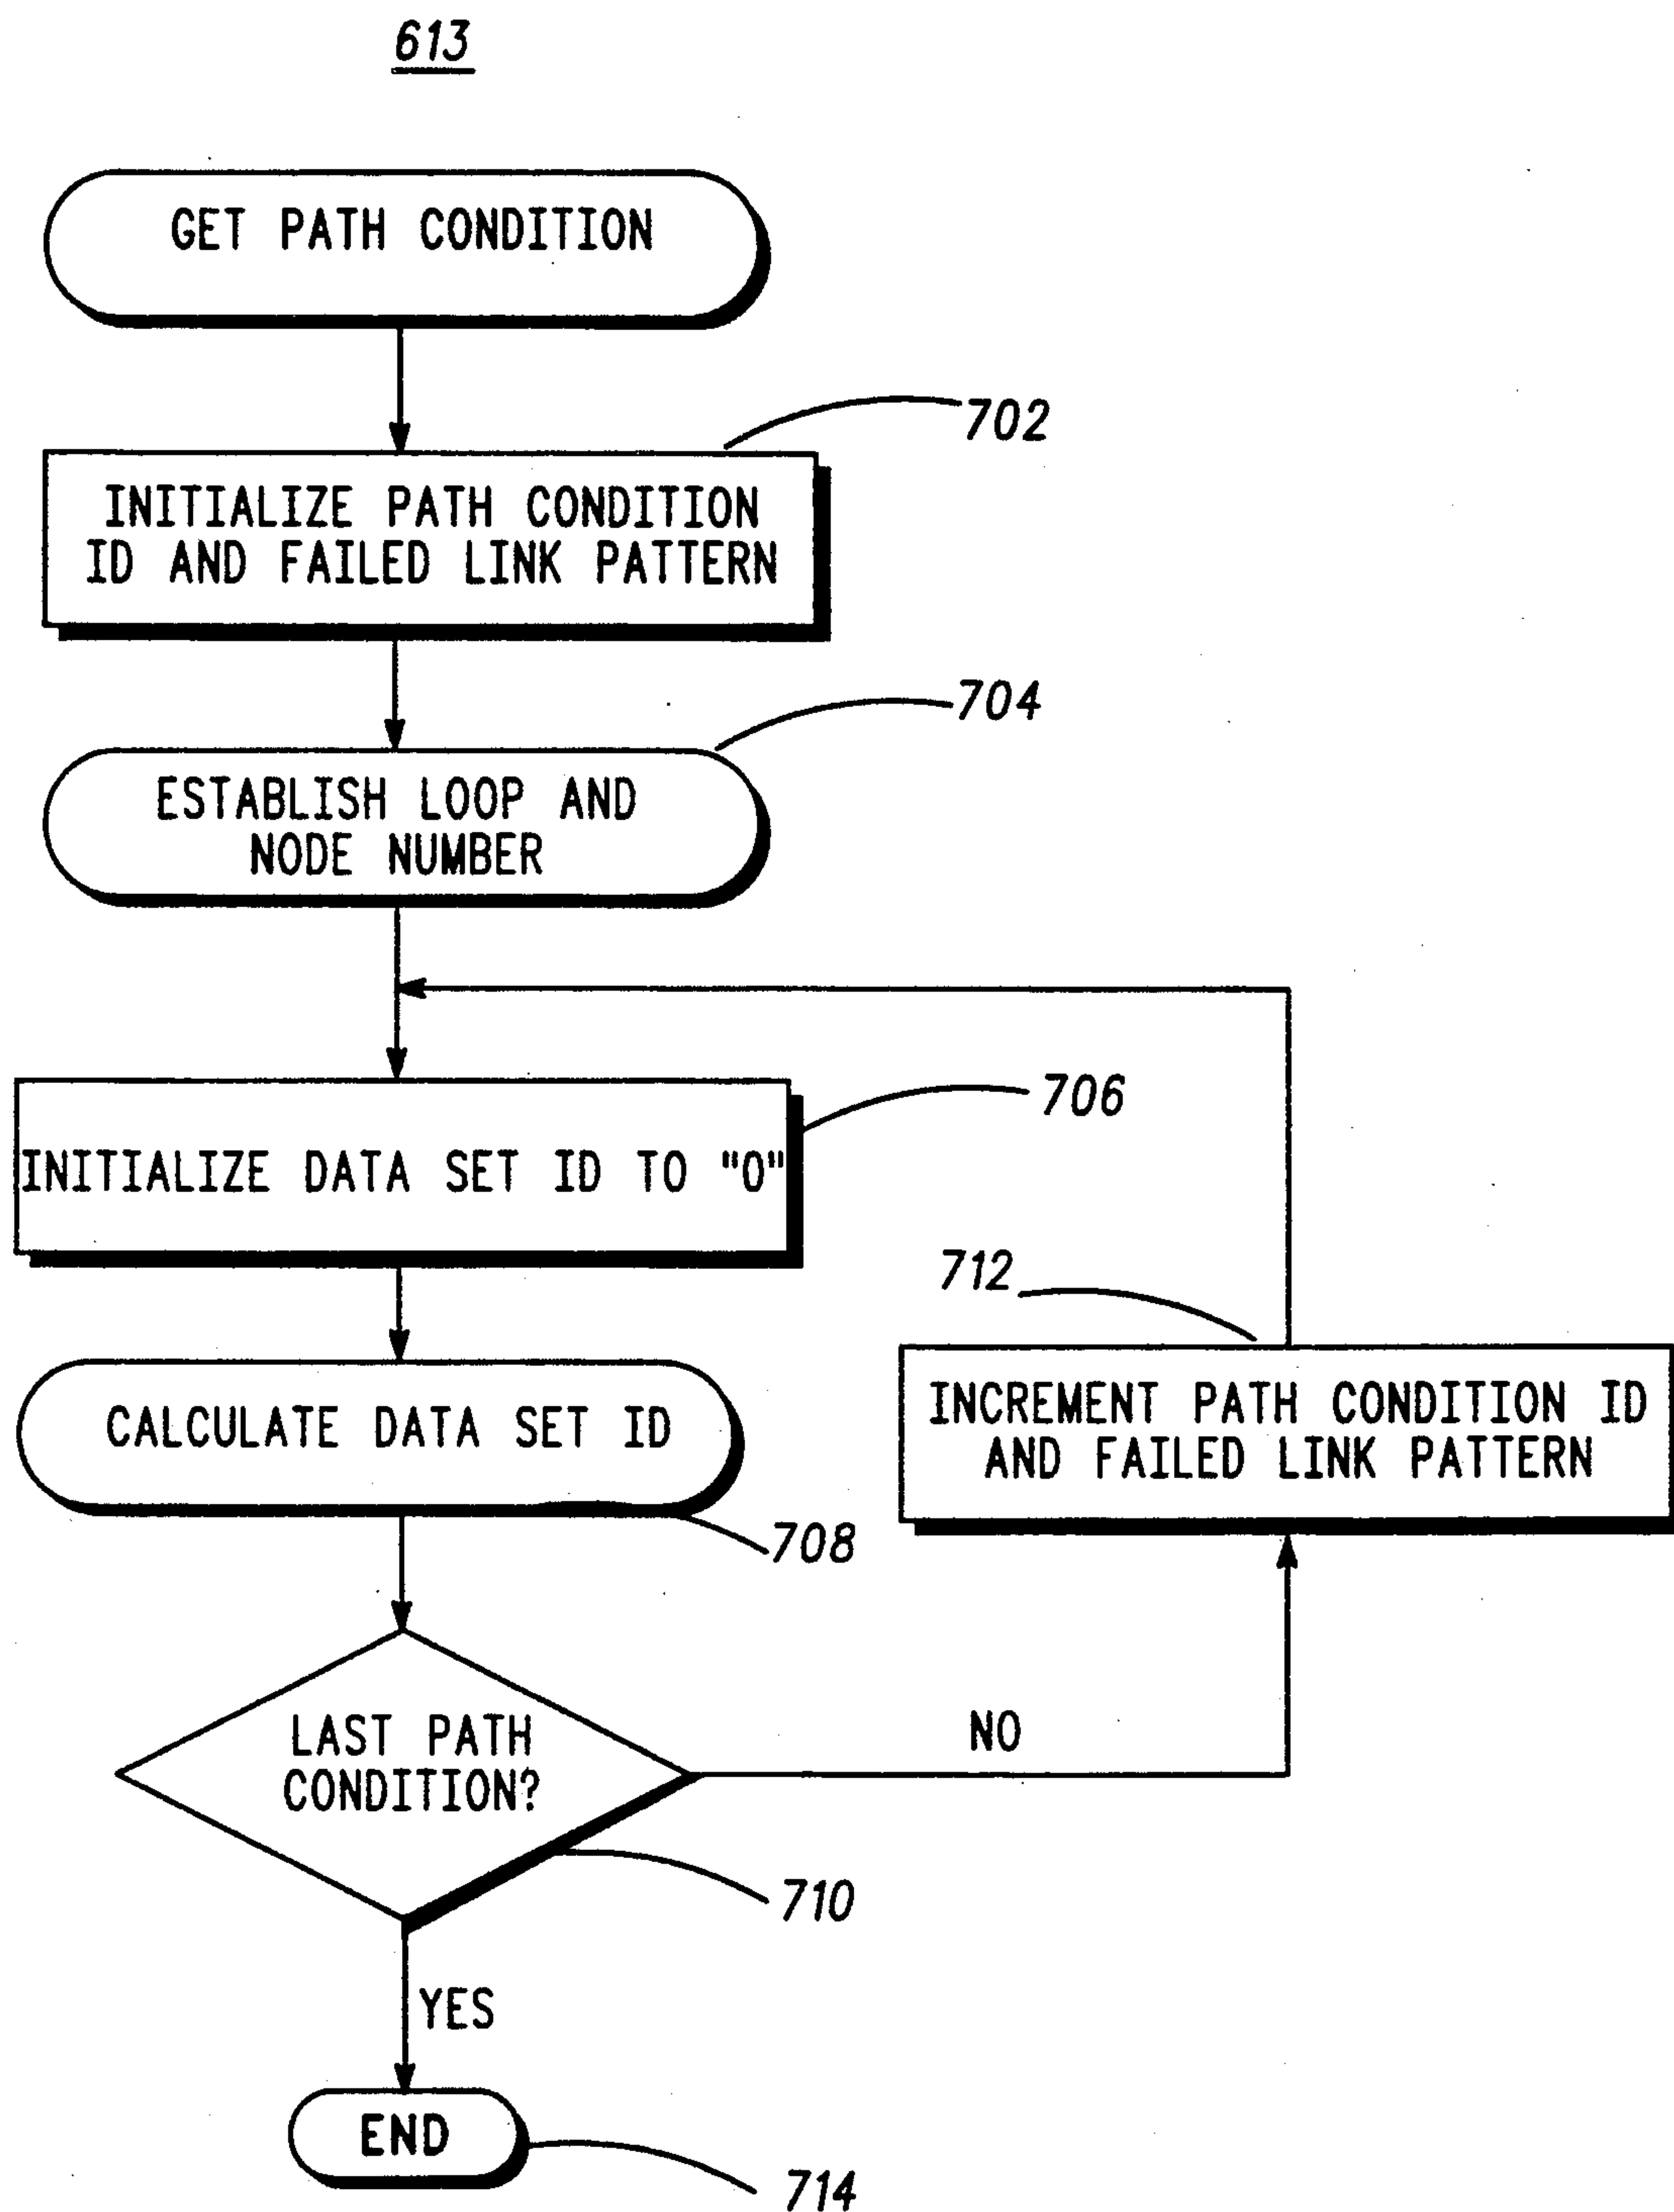 613
GET PATH CONDITION
702
INITIALIZE PATH CONDITION
ID AND FAILED LINK PATTERN
704
ESTABLISH LOOP AND
NODE NUMBER
706
INITIALIZE DATA SET ID TO "0"
712
CALCULATE DATA SET ID
708
INCREMENT PATH CONDITION ID
AND FAILED LINK PATTERN
LAST PATH
CONDITION?
NO
710
YES
END
714